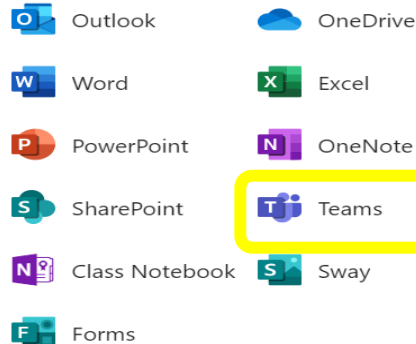 Outlook OneDrive
Word Excel
PowerPoint OneNote
SharePoint Teams
Class Notebook Sway
Forms